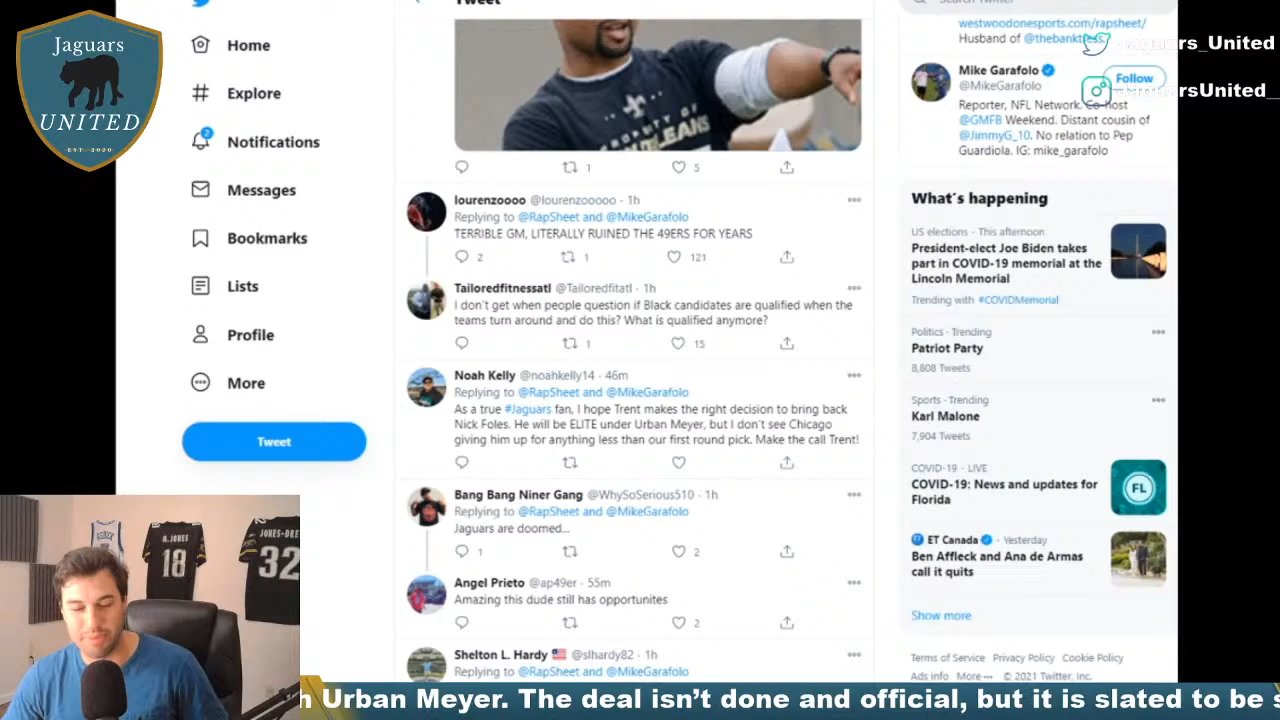 Jaguars
UNITED
EST 2020
Tweet
Home
Explore
2
Notifications
Messages
Bookmarks
Lists
Profile
More
Tweet
1
5
lourenzoooo @lourenzooooo · 1h
Replying to @RapSheet and @MikeGarafolo
TERRIBLE GM, LITERALLY RUINED THE 49ERS FOR YEARS
2
1
121
Tailoredfitnessatl @Tailoredfitatl · 1h
I don't get when people question if Black candidates are qualified when the
teams turn around and do this? What is qualified anymore?
1
15
Noah Kelly @noahkelly14 · 46m
Replying to @RapSheet and @MikeGarafolo
As a true #Jaguars fan, I hope Trent makes the right decision to bring back
Nick Foles. He will be ELITE under Urban Meyer, but I don't see Chicago
giving him up for anything less than our first round pick. Make the call Trent!
Bang Bang Niner Gang @WhySoSerious510 · 1h
Replying to @RapSheet and @MikeGarafolo
Jaguars are doomed...
1
2
Angel Prieto @ap49er · 55m
Amazing this dude still has opportunites
2
Shelton L. Hardy @slhardy82 · 1h
Replying to @RapSheet and @MikeGarafolo
Search Twitter
westwoodonesports.com/rapsheet/
Husband of
Jaguars_United
Mike Garafolo
@MikeGarafolo
Follow
JaguarsUnited_
Reporter, NFL Network. Co-host
@GMFB Weekend. Distant cousin of
@JimmyG_10. No relation to Pep
Guardiola. IG: mike_garafolo
What's happening
US elections · This afternoon
President-elect Joe Biden takes
part in COVID-19 memorial at the
Lincoln Memorial
Trending with #COVIDMemorial
Politics · Trending
Patriot Party
8,808 Tweets
Sports · Trending
Karl Malone
7,904 Tweets
COVID-19 · LIVE
COVID-19: News and updates for
Florida
FL
ET Canada · Yesterday
Ben Affleck and Ana de Armas
call it quits
Show more
Terms of Service Privacy Policy Cookie Policy
Ads info More ••• © 2021 Twitter, Inc.
M.JONES
18
JONES-DREW
32
Urban Meyer. The deal isn't done and official, but it is slated to be